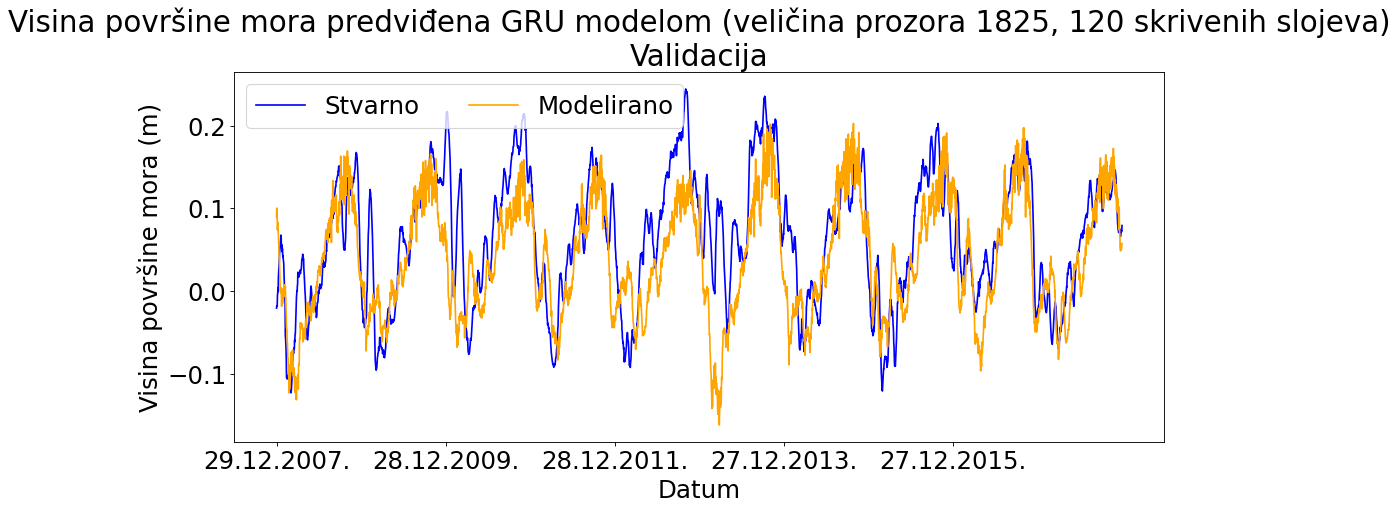 Visina površine mora predviđena GRU modelom (veličina prozora 1825, 120 skrivenih slojeva)
Validacija
Stvarno
Modelirano
Visina površine mora (m)
0.2
0.1
0.0
−0.1
29.12.2007.
28.12.2009.
28.12.2011.
27.12.2013.
27.12.2015.
Datum